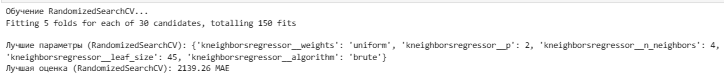 Обучение RandomizedSearchCV...
Fitting 5 folds for each of 30 candidates, totalling 150 fits
Лучшие параметры (RandomizedSearchCV): {'kneighborsregressor__weights': 'uniform', 'kneighborsregressor__p': 2, 'kneighborsregressor__n_neighbors': 4,
'kneighborsregressor__leaf_size': 45, 'kneighborsregressor__algorithm': 'brute'}
Лучшая оценка (RandomizedSearchCV): 2139.26 MAE